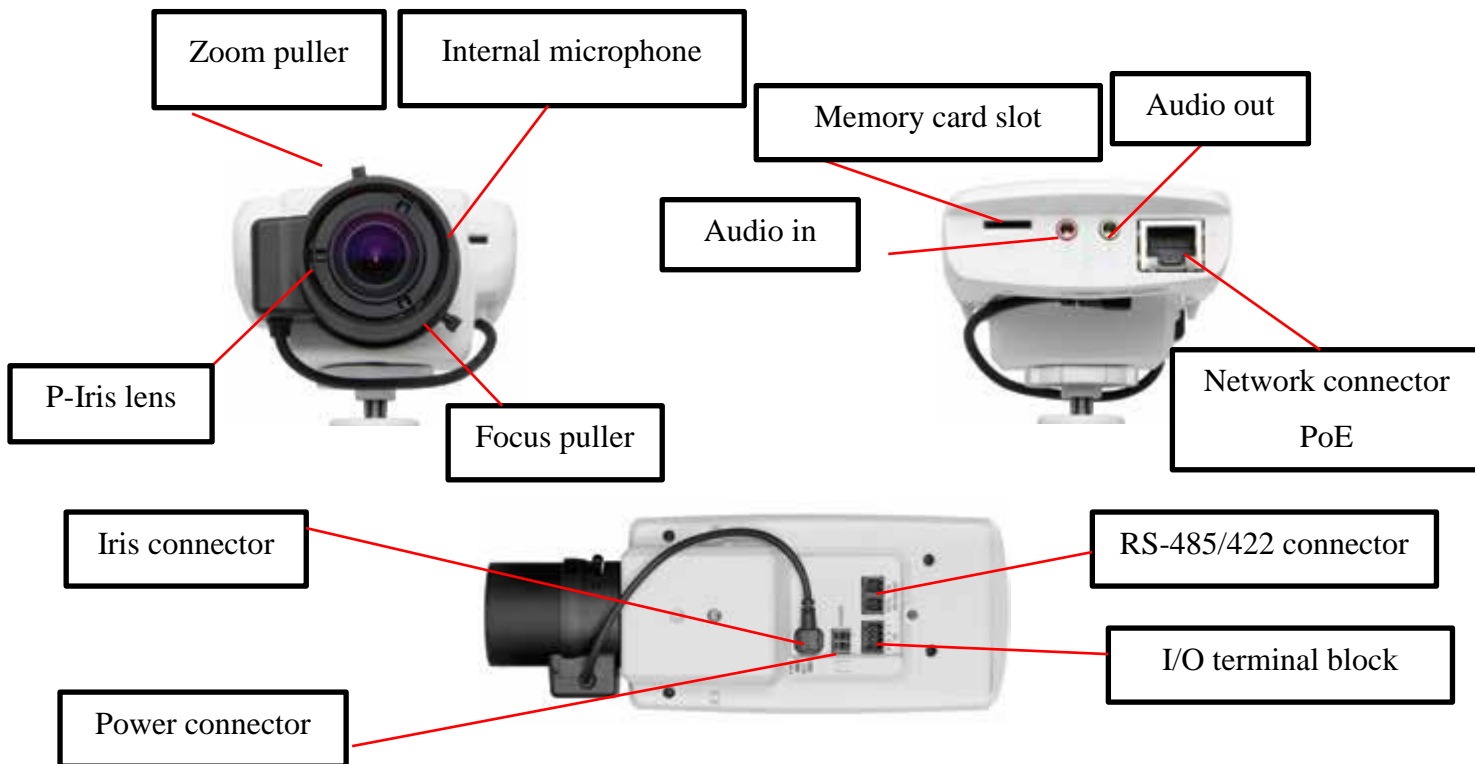 Zoom puller
Internal microphone
Memory card slot
Audio out
Audio in
P-Iris lens
Focus puller
Network connector
PoE
Iris connector
RS-485/422 connector
I/O terminal block
Power connector